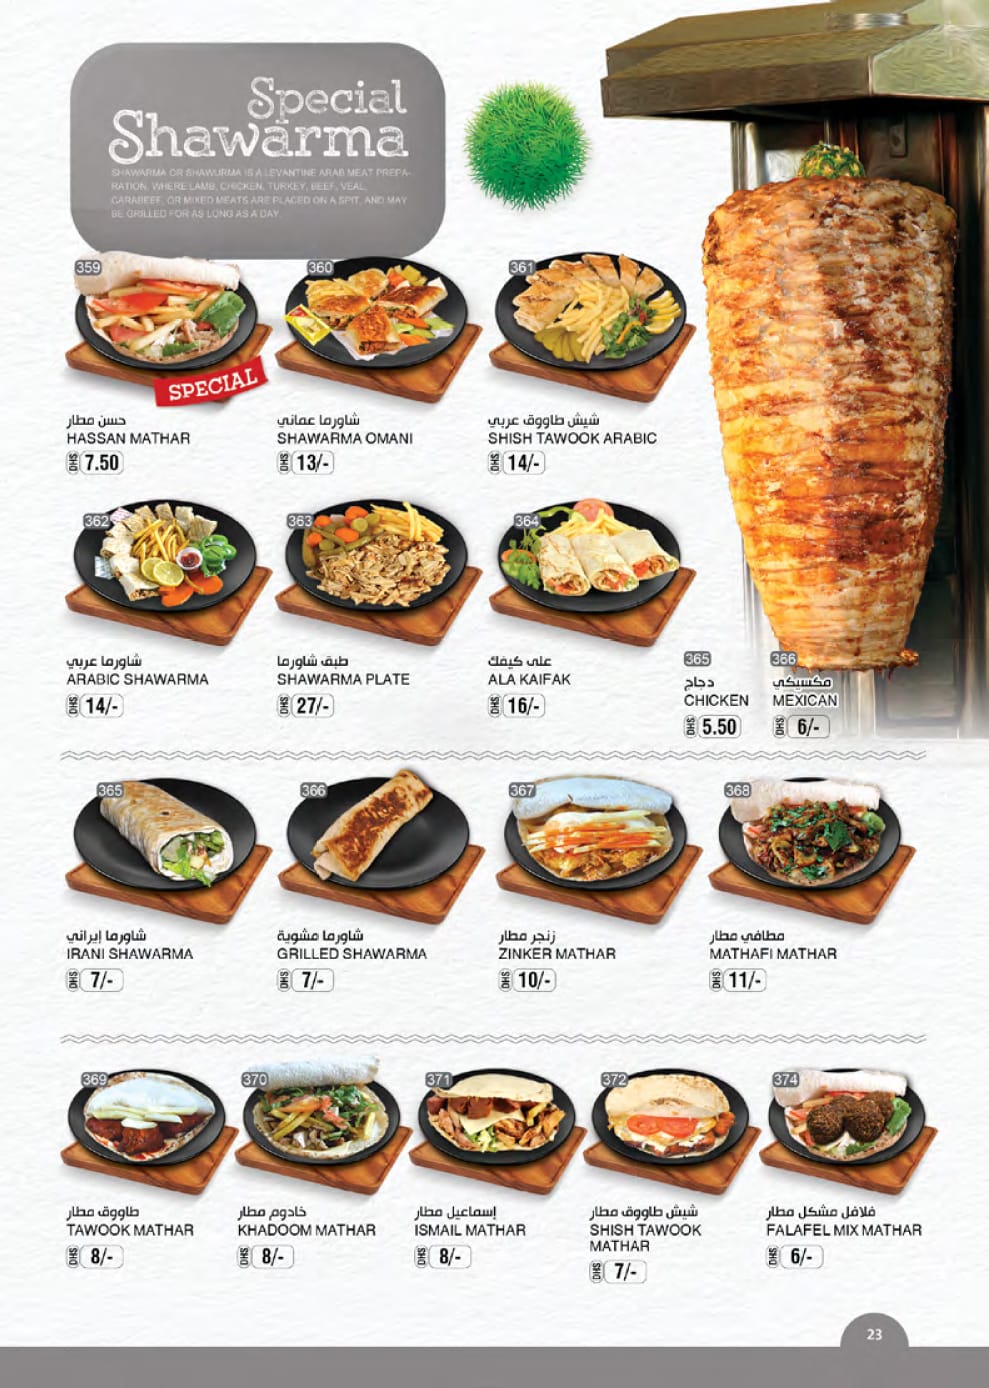 Special
Shawarma
SHAWARMA OR SHAWURMA IS A LEVANTINE ARAB MEAT PREPA-
RATION, WHERE LAMB, CHICKEN, TURKEY, BEEF, VEAL,
CARABEEF, OR MIXED MEATS ARE PLACED ON A SPIT, AND MAY
BE GRILLED FOR AS LONG AS A DAY.
359
SPECIAL
حسن مطار
HASSAN MATHAR
DHS 7.50
360
شاورما عماني
SHAWARMA OMANI
DHS 13/-
361
شيش طاووق عربي
SHISH TAWOOK ARABIC
DHS 14/-
362
شاورما عربي
ARABIC SHAWARMA
DHS 14/-
363
طبق شاورما
SHAWARMA PLATE
DHS 27/-
364
على كيفك
ALA KAIFAK
DHS 16/-
365
دجاج
CHICKEN
DHS 5.50
366
مكسيكي
MEXICAN
DHS 6/-
365
شاورما إيراني
IRANI SHAWARMA
DHS 7/-
366
شاورما مشوية
GRILLED SHAWARMA
DHS 7/-
367
زنجر مطار
ZINKER MATHAR
DHS 10/-
368
مطافي مطار
MATHAFI MATHAR
DHS 11/-
369
طاووق مطار
TAWOOK MATHAR
DHS 8/-
370
خادوم مطار
KHADOOM MATHAR
DHS 8/-
371
إسماعيل مطار
ISMAIL MATHAR
DHS 8/-
372
شيش طاووق مطار
SHISH TAWOOK
MATHAR
DHS 7/-
374
فلافل مشكل مطار
FALAFEL MIX MATHAR
DHS 6/-
23